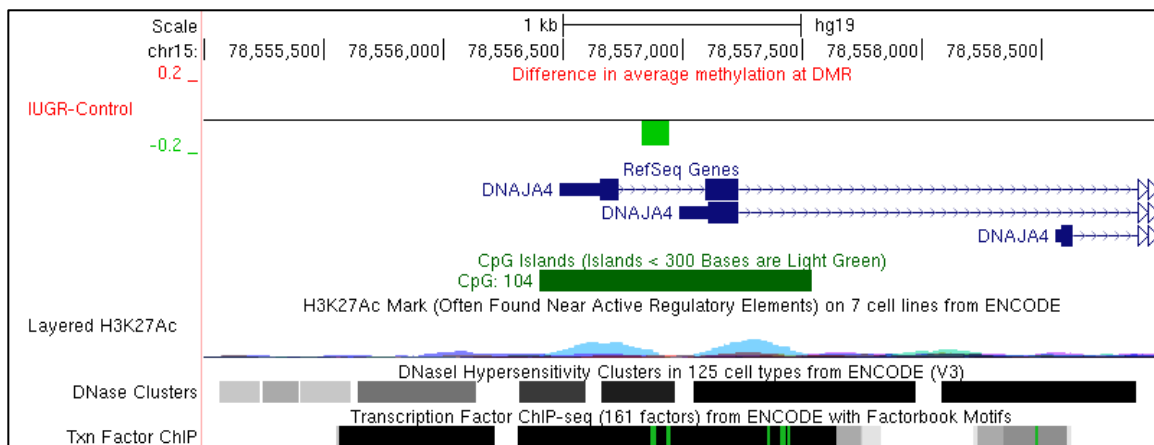 Scale 1 kb hg19
chr15: 78,555,500 78,556,000 78,556,500 78,557,000 78,557,500 78,558,000 78,558,500
0.2 _ Difference in average methylation at DMR
IUGR-Control
-0.2 _
RefSeq Genes
DNAJA4
DNAJA4
DNAJA4
CpG Islands (Islands < 300 Bases are Light Green)
CpG: 104
H3K27Ac Mark (Often Found Near Active Regulatory Elements) on 7 cell lines from ENCODE
Layered H3K27Ac
DNaseI Hypersensitivity Clusters in 125 cell types from ENCODE (V3)
DNase Clusters
Transcription Factor ChIP-seq (161 factors) from ENCODE with Factorbook Motifs
Txn Factor ChIP